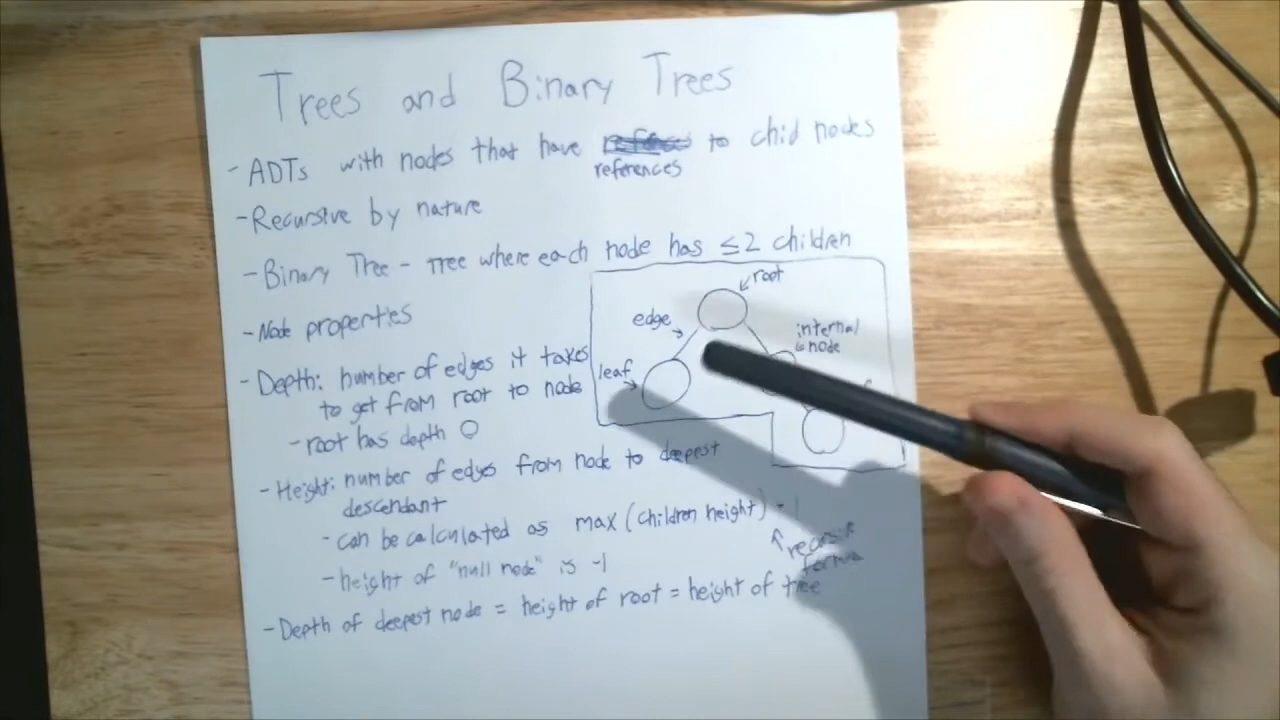 Trees and Binary Trees
- ADTs with nodes that have references to chid nodes
- Recursive by nature
- Binary Tree - tree where each node has ≤2 children
- Node properties
- Depth: number of edges it takes
to get from root to node
- root has depth 0
- Height: number of edges from node to deepest
descendant
- can be calculated as max (children height)
- height of "null node" is -1
- Depth of deepest node = height of root = height of tree
root
edge
internal
node
leaf